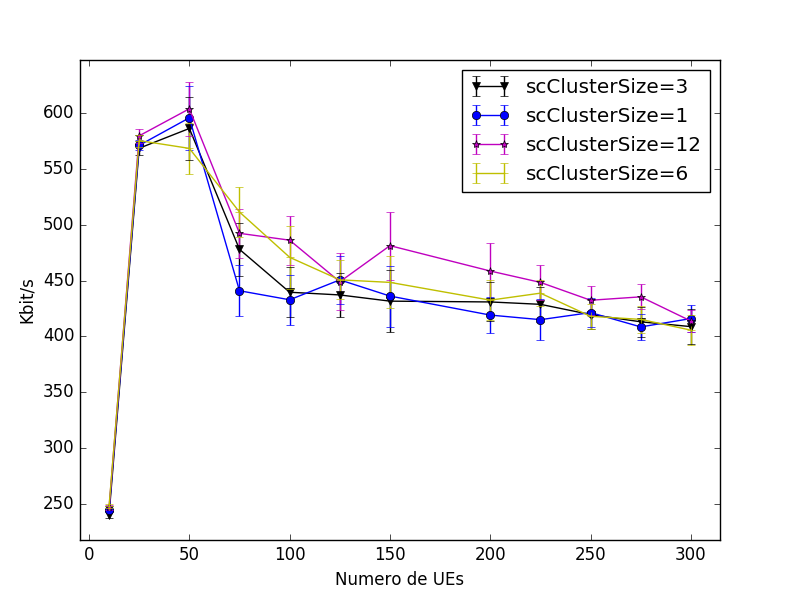 600
550
500
450
400
350
300
250
Kbit/s
scClusterSize=3
scClusterSize=1
scClusterSize=12
scClusterSize=6
0 50 100 150 200 250 300
Numero de UEs